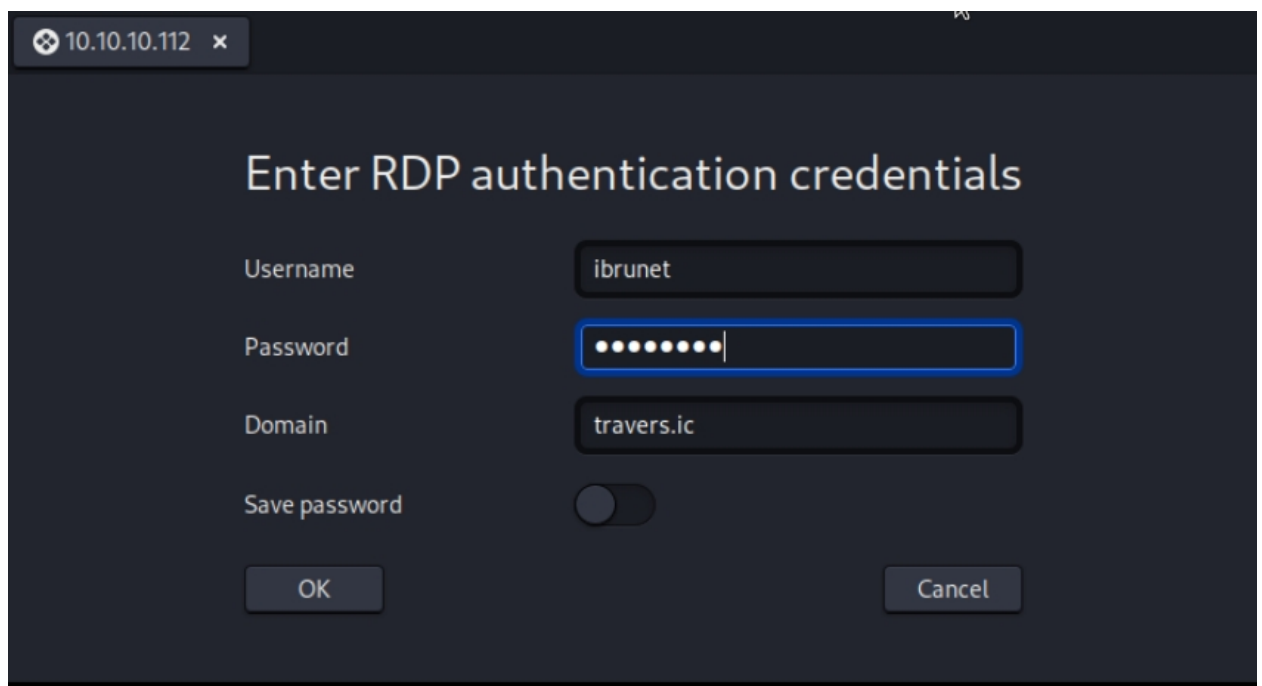 10.10.10.112 ×
Enter RDP authentication credentials
Username ibrunet
Password ●●●●●●●●
Domain travers.ic
Save password
OK Cancel